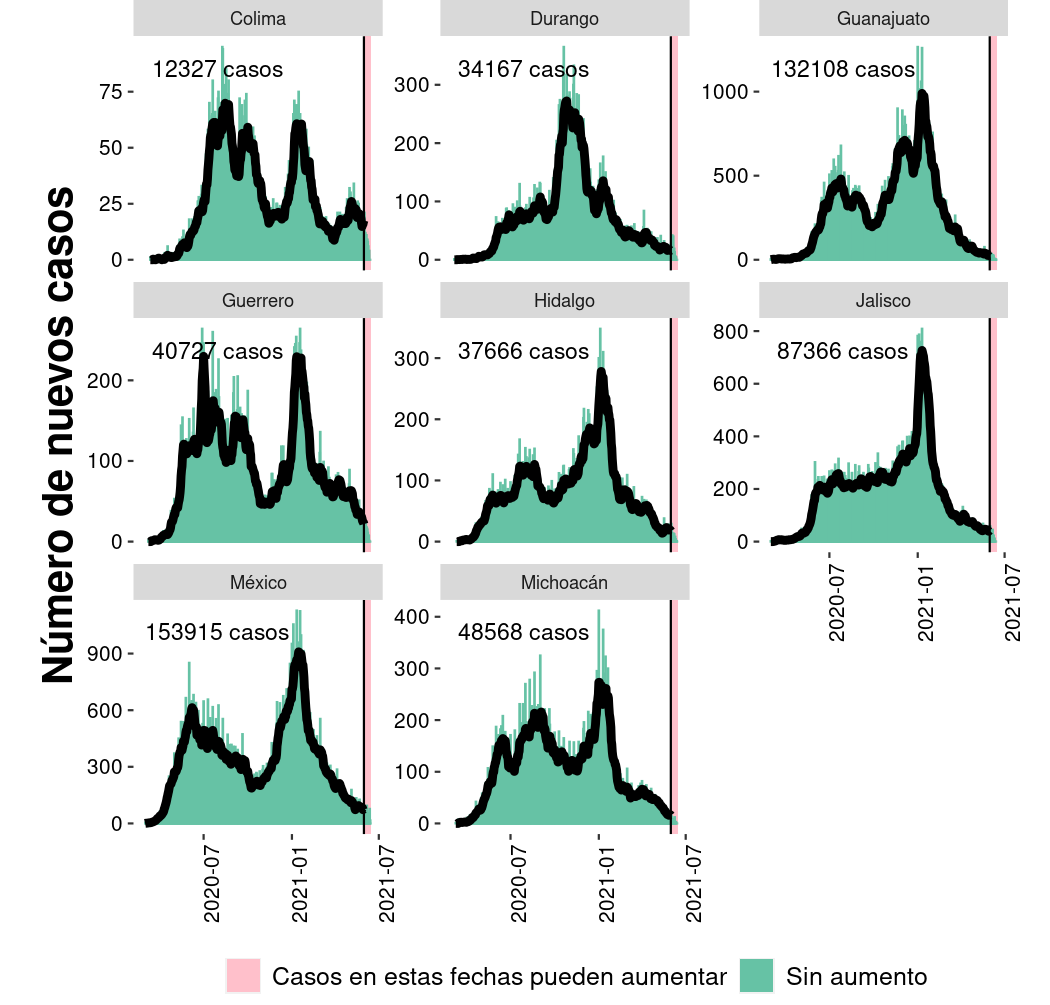 Número de nuevos casos
Colima
Durango
Guanajuato
12327 casos
34167 casos
132108 casos
75
50
25
0
300
200
100
0
1000
500
0
Guerrero
Hidalgo
Jalisco
40727 casos
37666 casos
87366 casos
200
100
0
300
200
100
0
800
600
400
200
0
2020-07
2021-01
2021-07
México
Michoacán
153915 casos
48568 casos
900
600
300
0
400
300
200
100
0
2020-07
2021-01
2021-07
2020-07
2021-01
2021-07
Casos en estas fechas pueden aumentar
Sin aumento